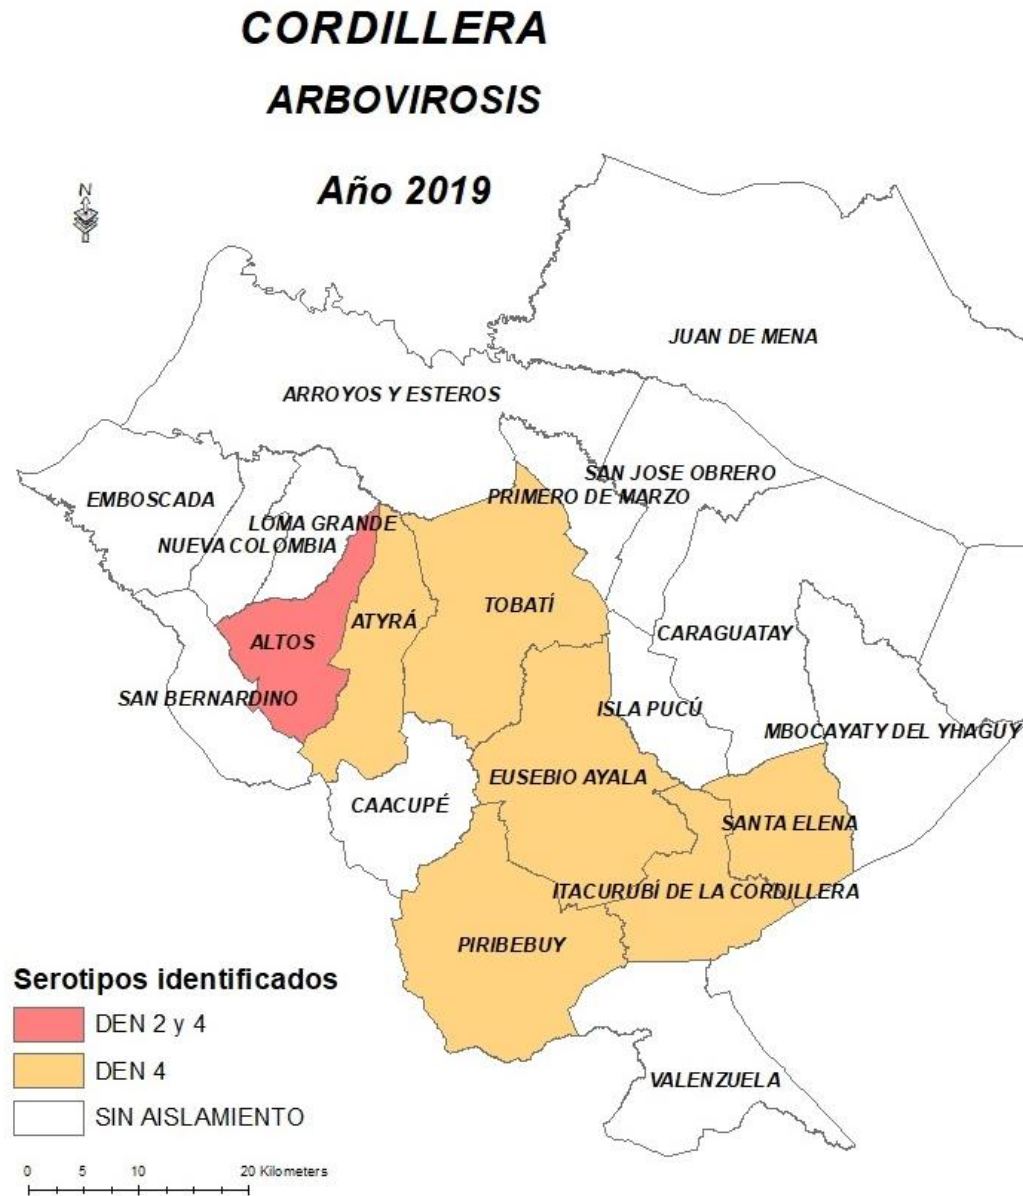 CORDILLERA
ARBOVIROSIS
Año 2019
N
JUAN DE MENA
ARROYOS Y ESTEROS
SAN JOSE OBRERO
EMBOSCADA
PRIMERO DE MARZO
LOMA GRANDE
NUEVA COLOMBIA
TOBATÍ
ATYRÁ
CARAGUATAY
ALTOS
SAN BERNARDINO
ISLA PUCÚ
MBOCAYATY DEL YHAGUY
EUSEBIO AYALA
CAACUPÉ
SANTA ELENA
ITACURUBÍ DE LA CORDILLERA
PIRIBEBUY
Serotipos identificados
DEN 2 y 4
DEN 4
VALENZUELA
SIN AISLAMIENTO
0 5 10 20 Kilometers